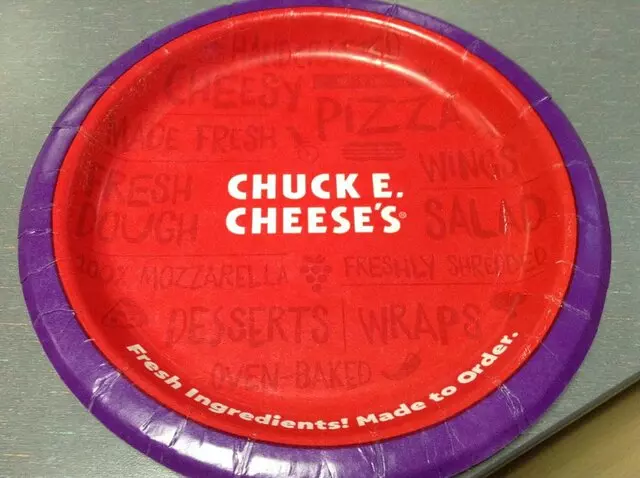 HANDCRAFTED
CHEESY
PIZZA
MADE FRESH
WINGS
FRESH
DOUGH
CHUCK E.
CHEESE'S®
SALAD
100% MOZZARELLA
FRESHLY SHREDDED
DESSERTS
WRAPS
OVEN-BAKED
Fresh Ingredients! Made to Order.